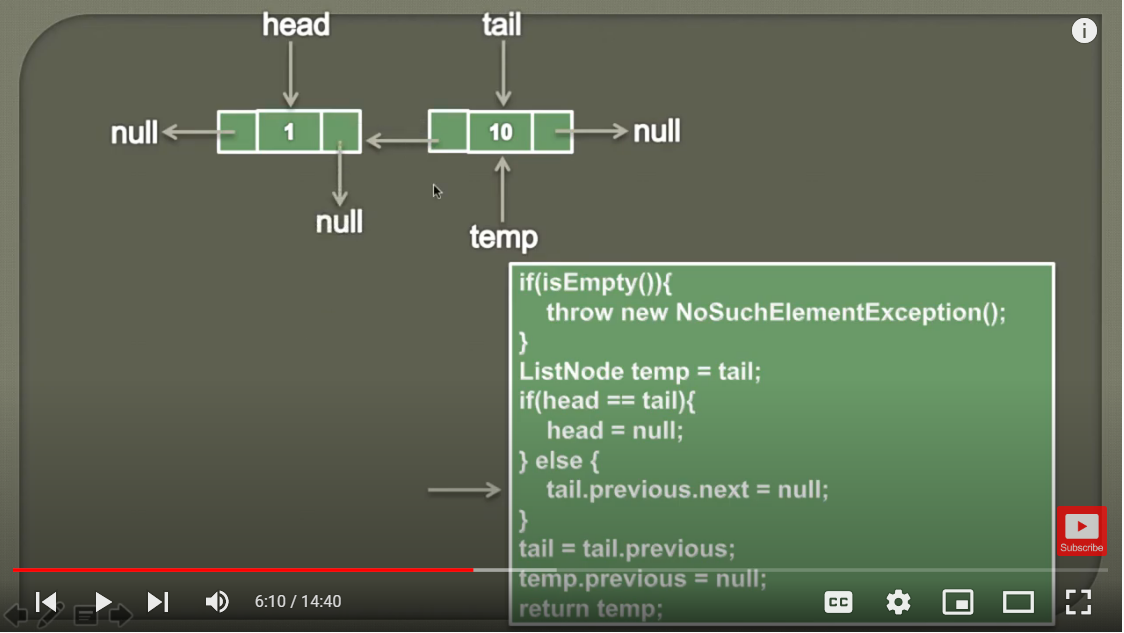 head
tail
null
1
10
null
null
temp
if(isEmpty()){
throw new NoSuchElementException();
}
ListNode temp = tail;
if(head == tail){
head = null;
} else {
tail.previous.next = null;
}
tail = tail.previous;
temp.previous = null;
return temp;
Subscribe
6:10 / 14:40
CC
i